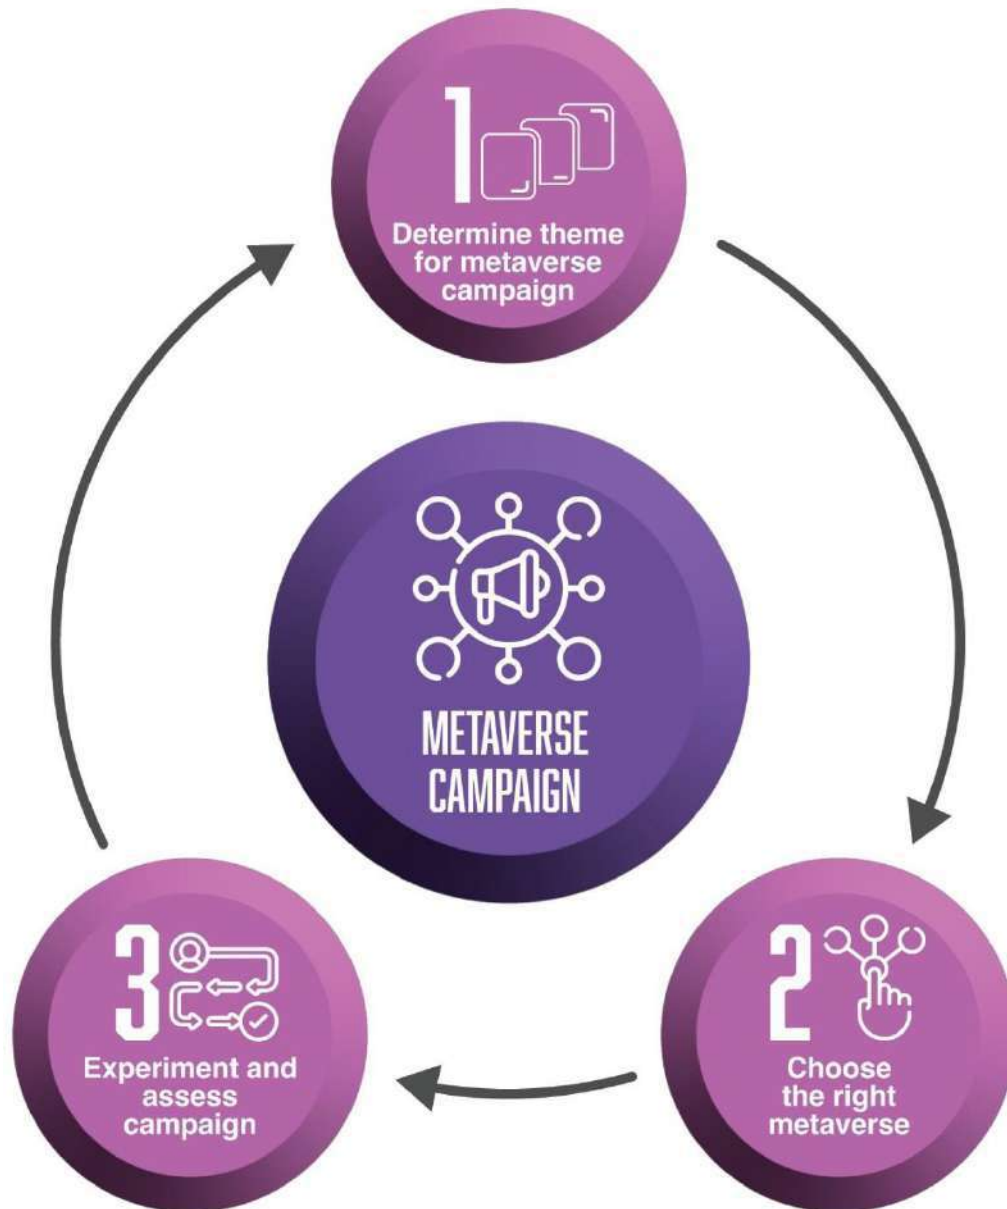 1
Determine theme
for metaverse
campaign
METAVERSE
CAMPAIGN
2
Choose
the right
metaverse
3
Experiment and
assess
campaign